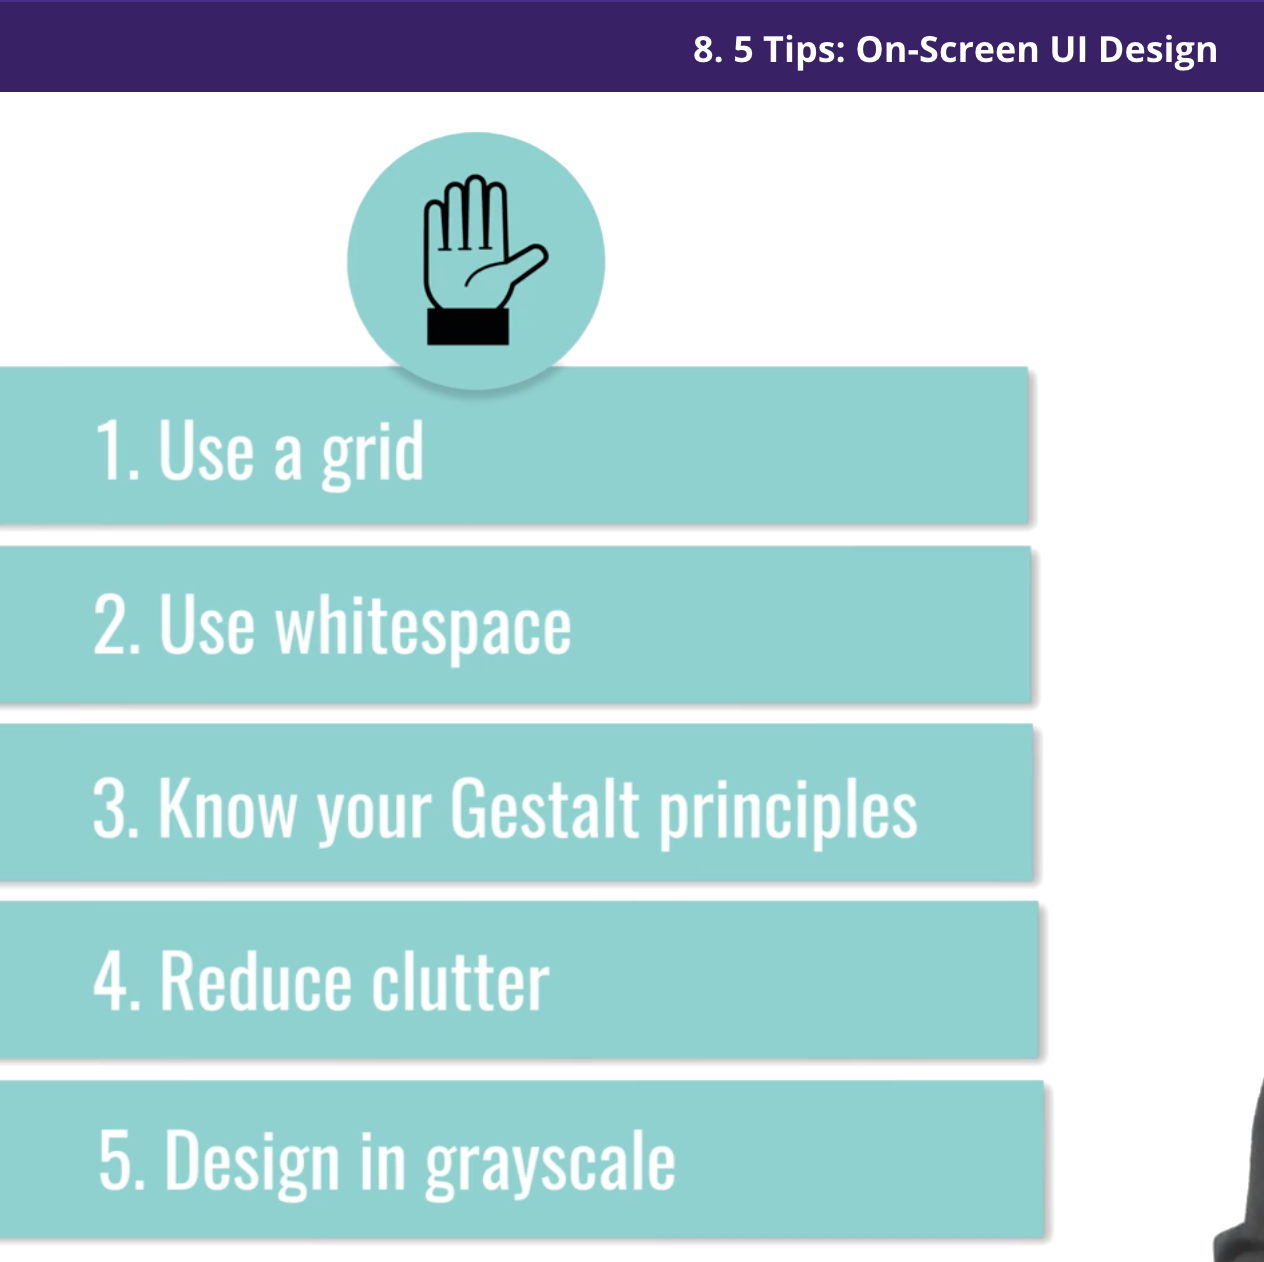 8. 5 Tips: On-Screen UI Design
1. Use a grid
2. Use whitespace
3. Know your Gestalt principles
4. Reduce clutter
5. Design in grayscale